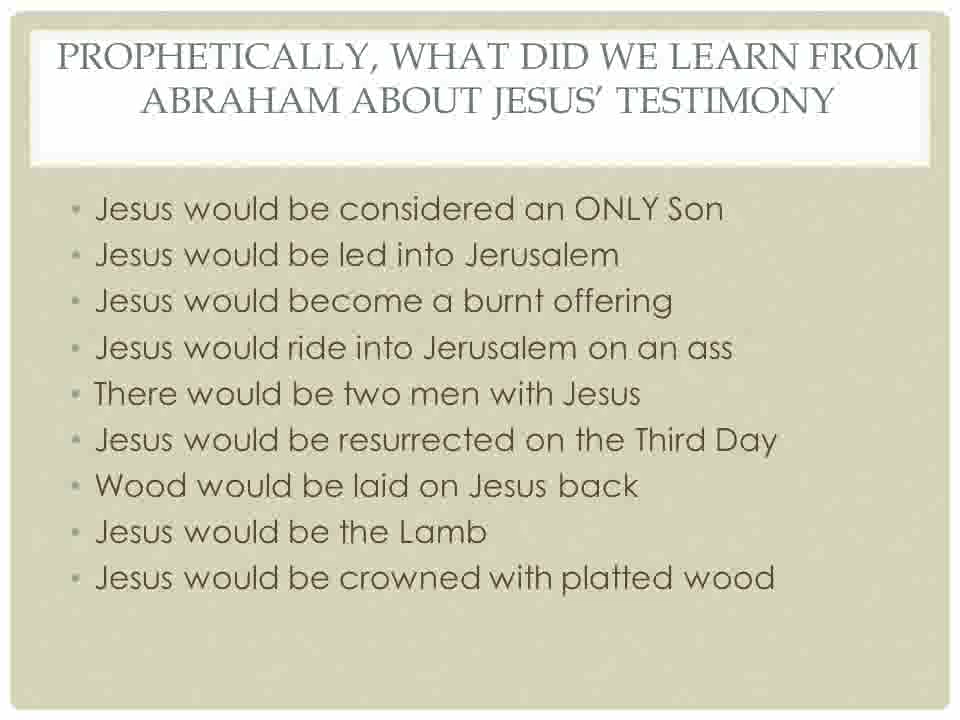 PROPHETICALLY, WHAT DID WE LEARN FROM
ABRAHAM ABOUT JESUS’ TESTIMONY
• Jesus would be considered an ONLY Son
• Jesus would be led into Jerusalem
• Jesus would become a burnt offering
• Jesus would ride into Jerusalem on an ass
• There would be two men with Jesus
• Jesus would be resurrected on the Third Day
• Wood would be laid on Jesus back
• Jesus would be the Lamb
• Jesus would be crowned with platted wood